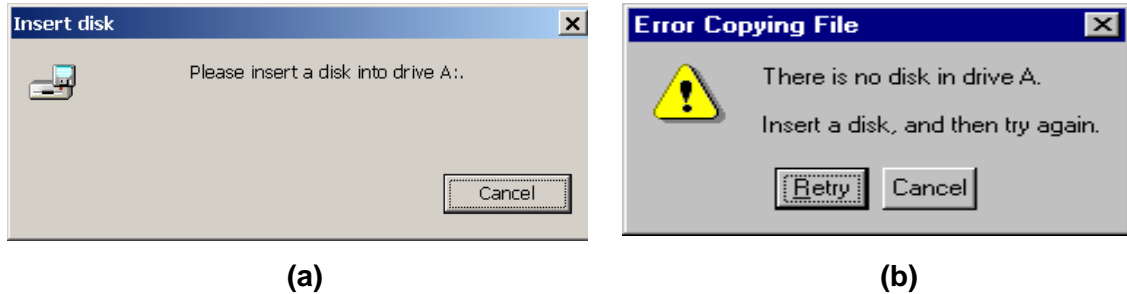 Insert disk
Please insert a disk into drive A:.
Cancel
(a)
Error Copying File
There is no disk in drive A.
Insert a disk, and then try again.
Retry Cancel
(b)